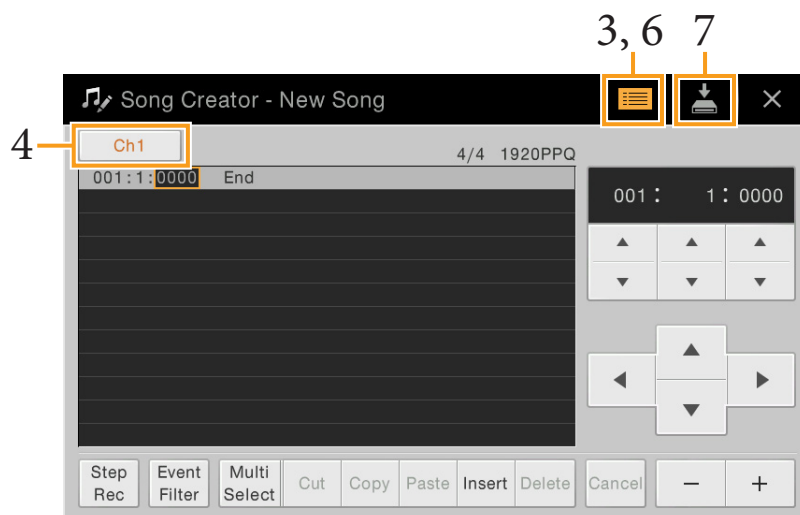 3, 6 7
Song Creator - New Song
4
Ch1
4/4 1920PPQ
001:1:0000 End
001: 1: 0000
Step Rec
Event Filter
Multi Select
Cut
Copy
Paste
Insert
Delete
Cancel
− +